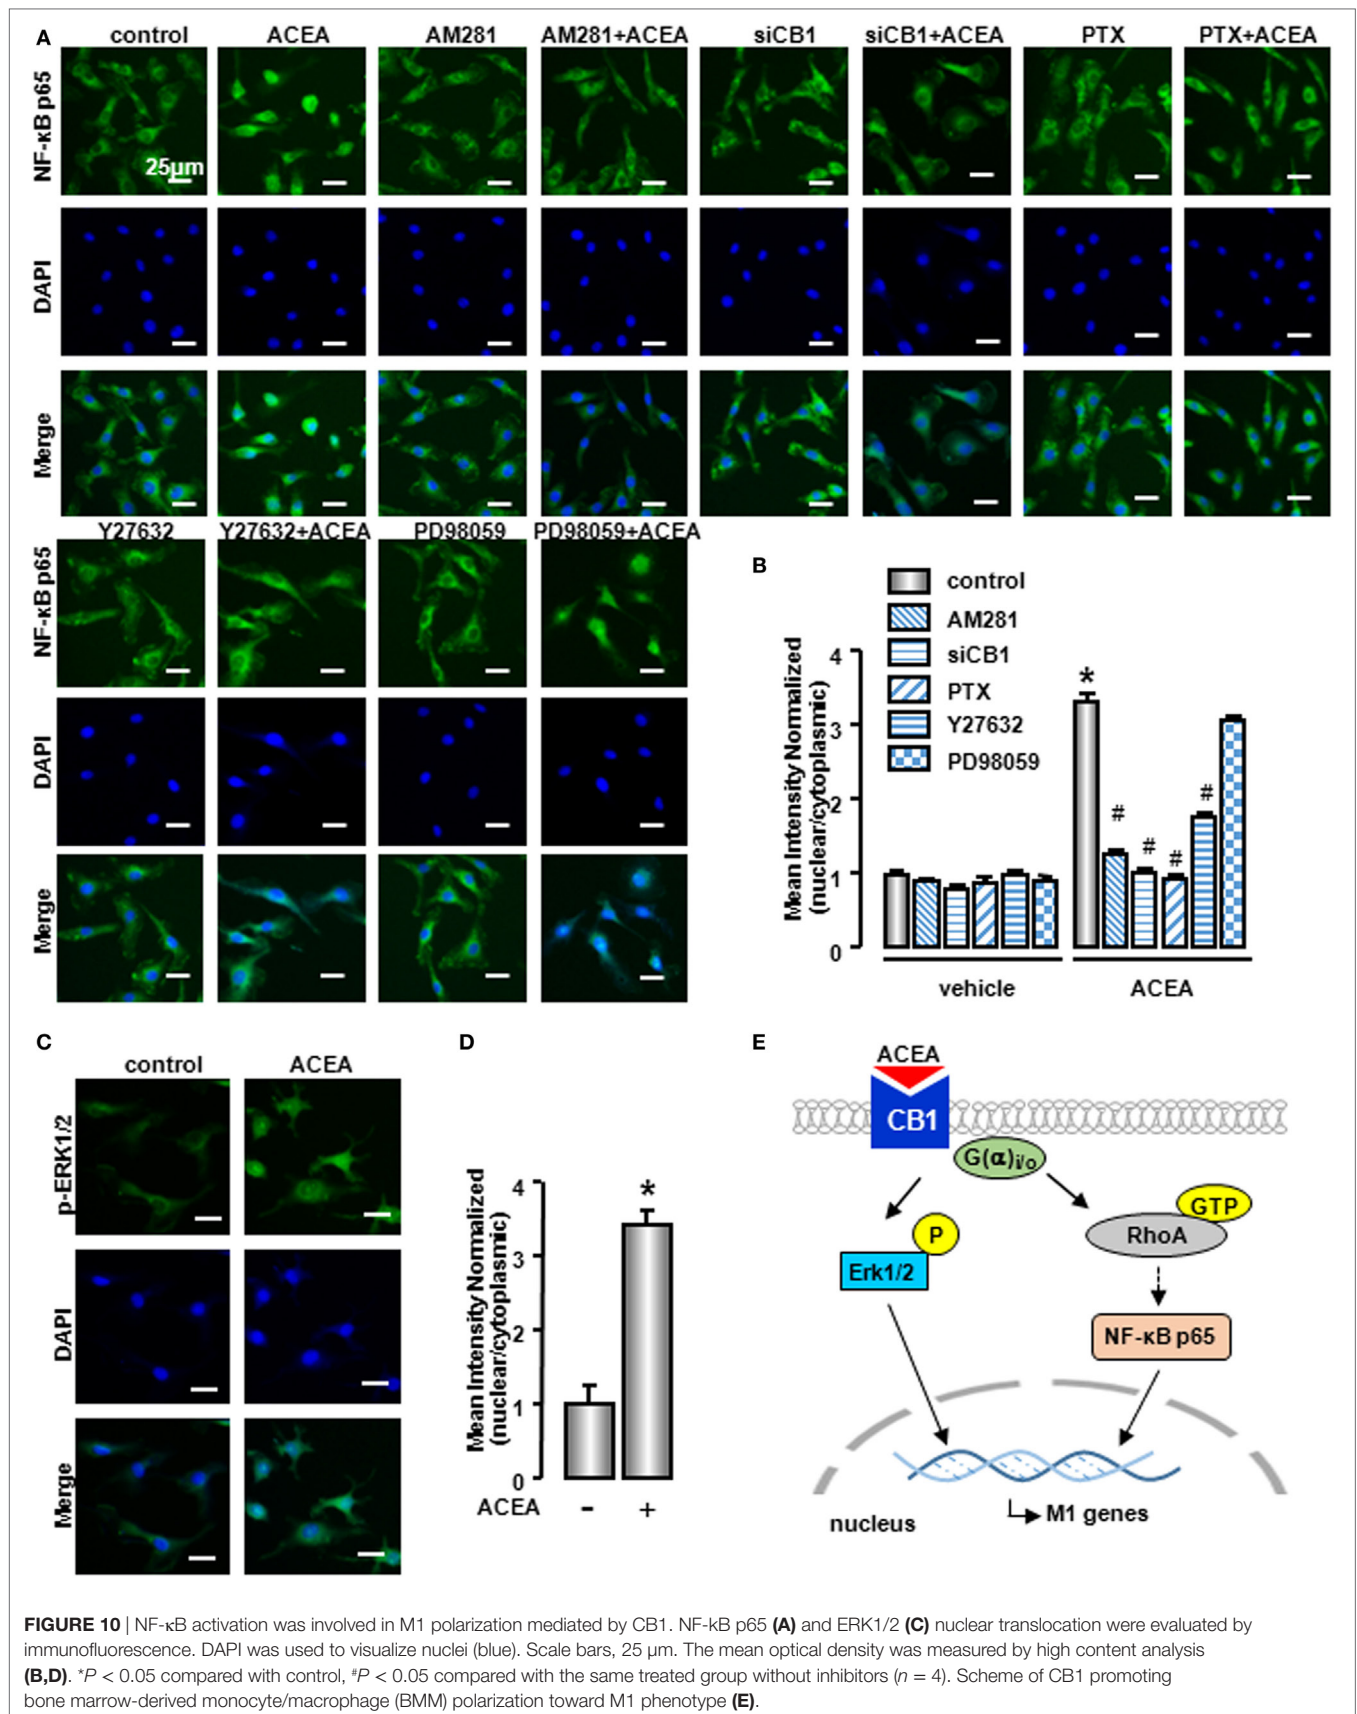 A
control ACEA AM281 AM281+ACEA siCB1 siCB1+ACEA PTX PTX+ACEA
NF-κB p65
25μm
DAPI
Merge
Y27632 Y27632+ACEA PD98059 PD98059+ACEA
NF-κB p65
DAPI
Merge
B
control
AM281
siCB1
PTX
Y27632
PD98059
Mean Intensity Normalized
(nuclear/cytoplasmic)
4
3
2
1
0
*
#
#
#
#
vehicle ACEA
C
control ACEA
p-ERK1/2
DAPI
Merge
D
Mean Intensity Normalized
(nuclear/cytoplasmic)
4
3
2
1
0
*
ACEA - +
E
ACEA
CB1
G(α)i/o
GTP
P
RhoA
Erk1/2
NF-κB p65
M1 genes
nucleus
FIGURE 10 | NF-κB activation was involved in M1 polarization mediated by CB1. NF-kB p65 (A) and ERK1/2 (C) nuclear translocation were evaluated by
immunofluorescence. DAPI was used to visualize nuclei (blue). Scale bars, 25 μm. The mean optical density was measured by high content analysis
(B,D). *P < 0.05 compared with control, #P < 0.05 compared with the same treated group without inhibitors (n = 4). Scheme of CB1 promoting
bone marrow-derived monocyte/macrophage (BMM) polarization toward M1 phenotype (E).